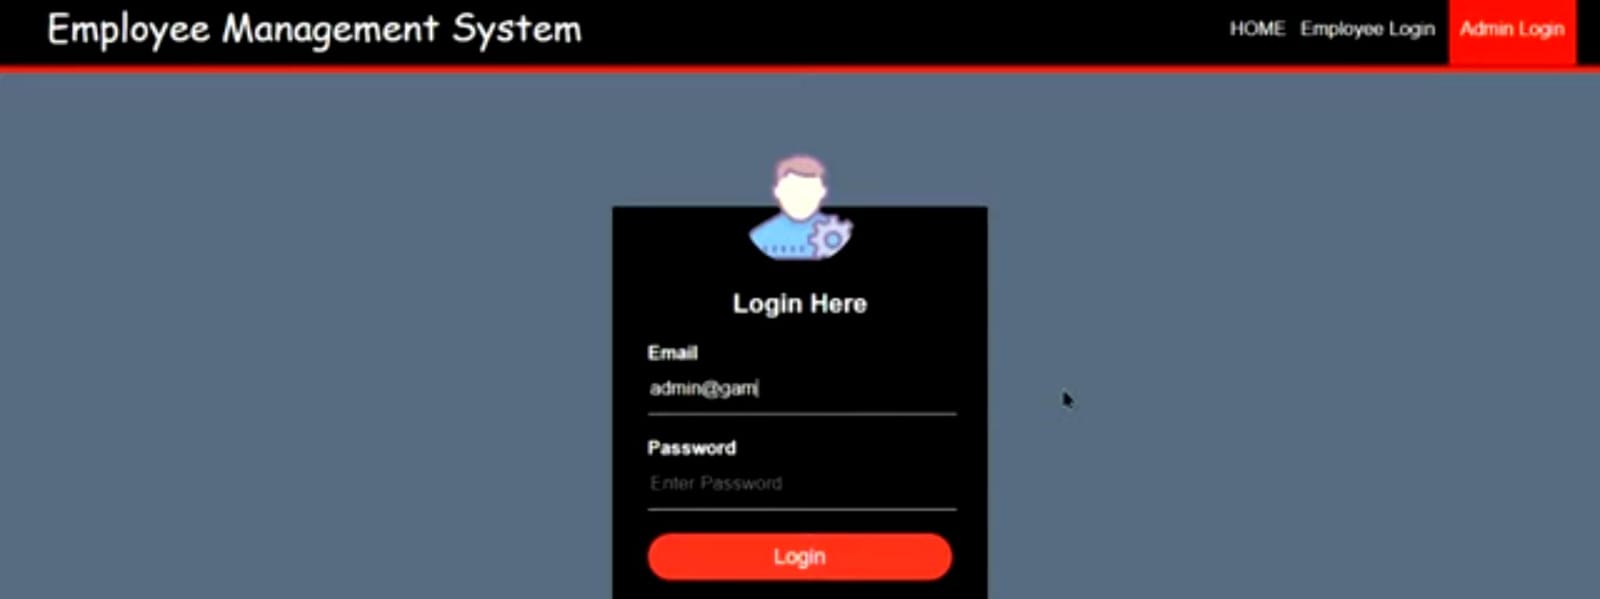 Employee Management System
HOME Employee Login Admin Login
Login Here
Email
admin@gam
Password
Enter Password
Login